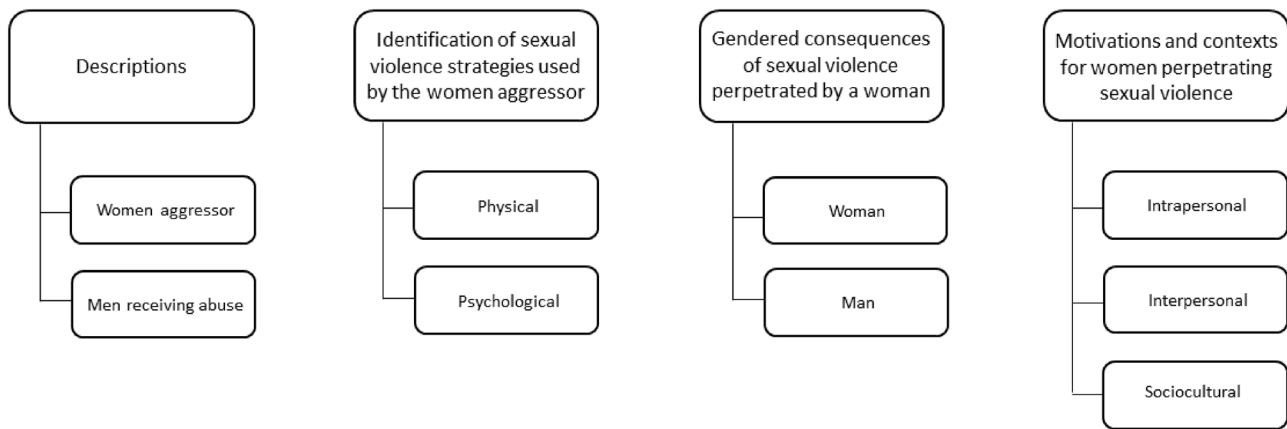 Descriptions
Women aggressor
Men receiving abuse
Identification of sexual
violence strategies used
by the women aggressor
Physical
Psychological
Gendered consequences
of sexual violence
perpetrated by a woman
Woman
Man
Motivations and contexts
for women perpetrating
sexual violence
Intrapersonal
Interpersonal
Sociocultural